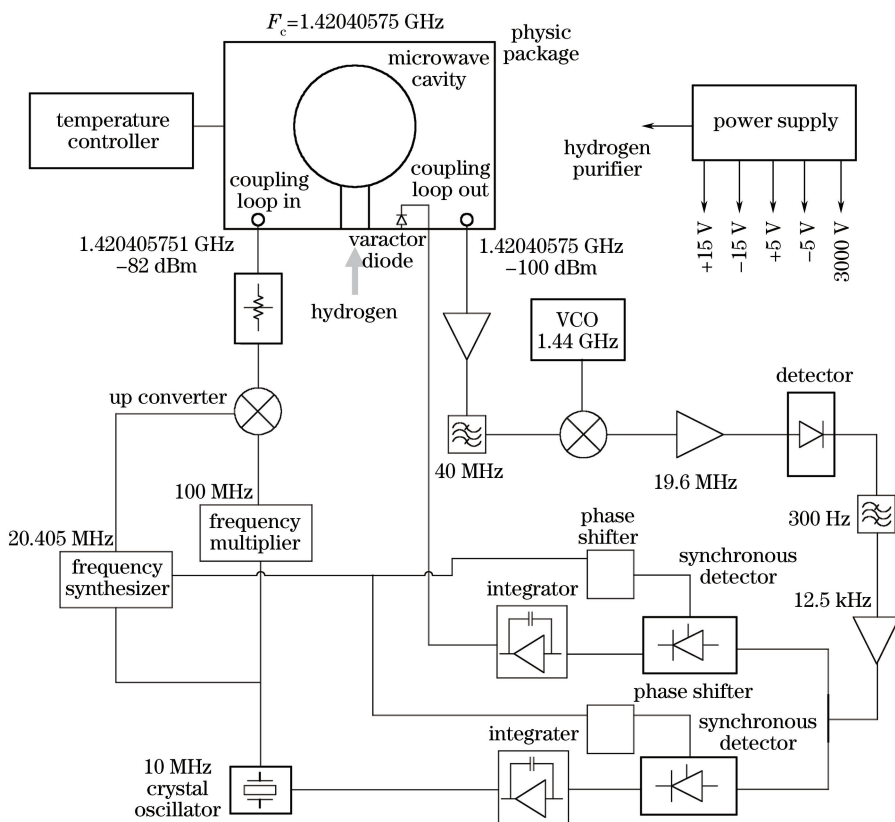 F_c=1.42040575 GHz
physic
package
microwave
cavity
temperature
controller
coupling
loop in
coupling
loop out
power supply
hydrogen
purifier
+15 V
−15 V
+5 V
−5 V
3000 V
1.420405751 GHz
−82 dBm
varactor
diode
1.42040575 GHz
−100 dBm
hydrogen
VCO
1.44 GHz
detector
up converter
40 MHz
19.6 MHz
100 MHz
frequency
multiplier
300 Hz
20.405 MHz
frequency
synthesizer
phase
shifter
synchronous
detector
integrator
12.5 kHz
phase shifter
synchronous
detector
integrater
10 MHz
crystal
oscillator